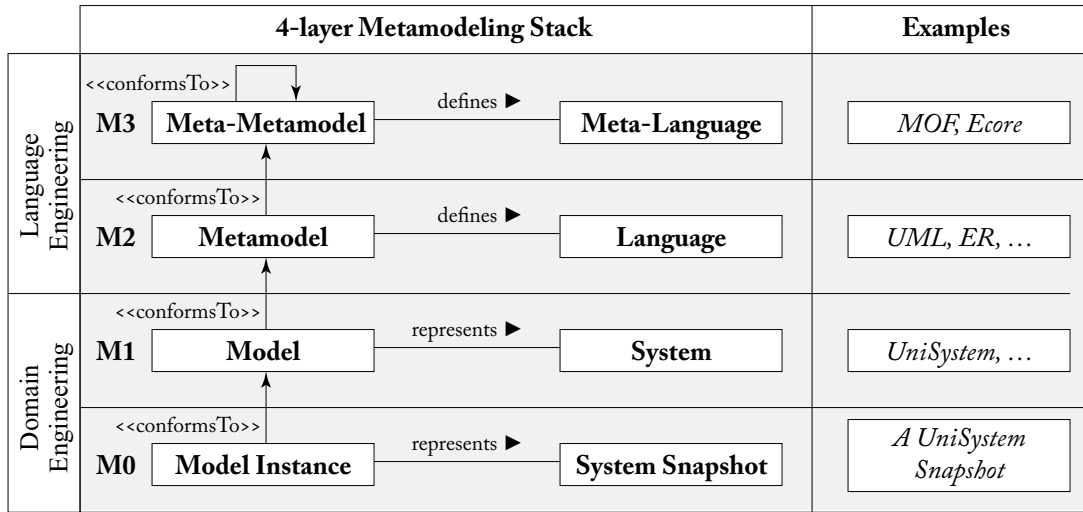 4-layer Metamodeling Stack
Examples
Language
Engineering
<<conformsTo>>
M3
Meta-Metamodel
defines ►
Meta-Language
MOF, Ecore
<<conformsTo>>
M2
Metamodel
defines ►
Language
UML, ER, …
Domain
Engineering
<<conformsTo>>
M1
Model
represents ►
System
UniSystem, …
<<conformsTo>>
M0
Model Instance
represents ►
System Snapshot
A UniSystem
Snapshot